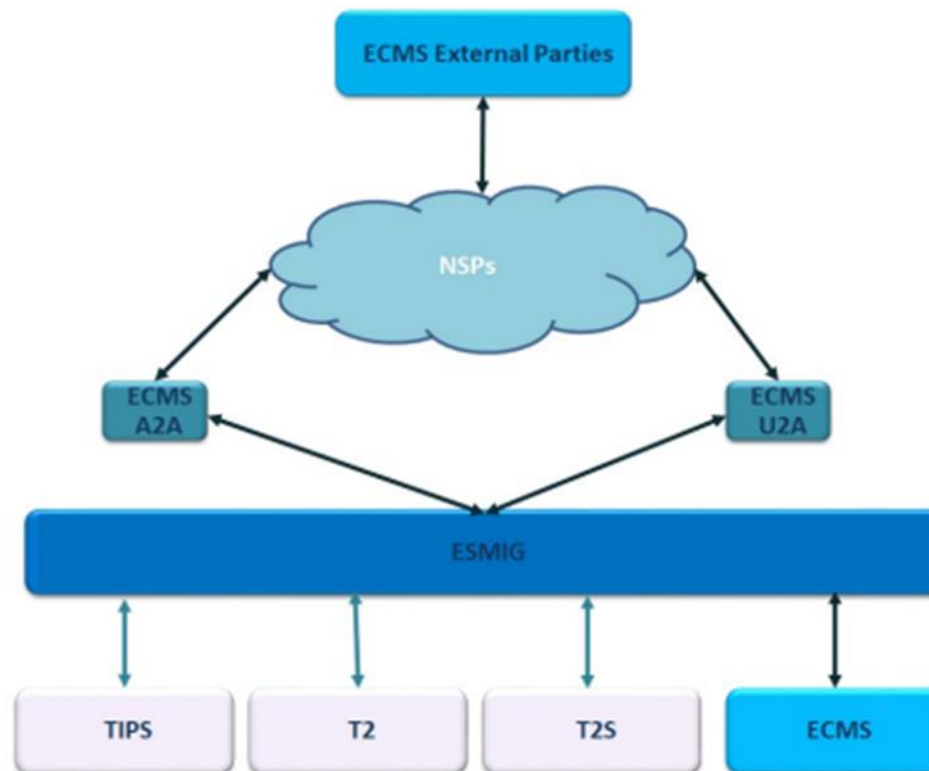 ECMS External Parties
NSPs
ECMS
A2A
ECMS
U2A
ESMIG
TIPS
T2
T2S
ECMS